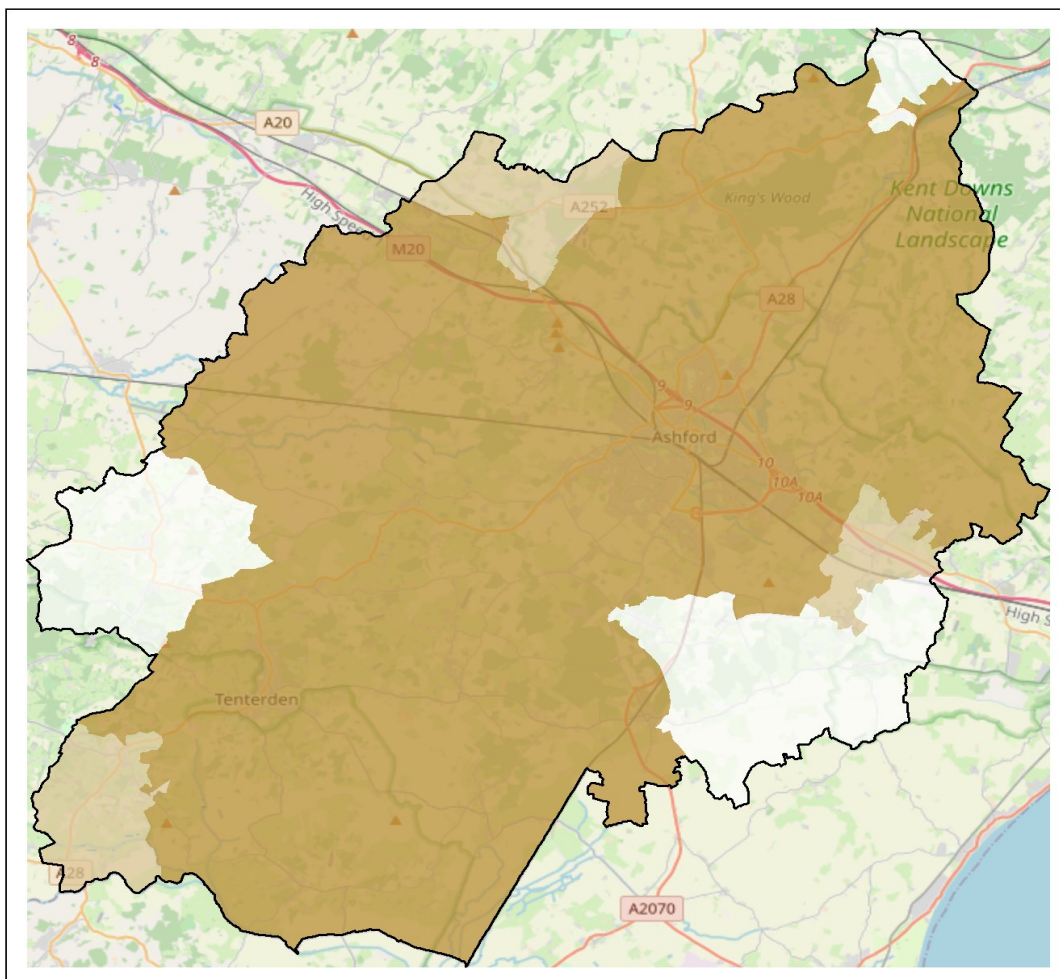 8
8
A20
High Spee
A252
King's Wood
Kent Downs
National
Landscape
M20
A28
9
9
Ashford
10
10A
10A
High S
Tenterden
A28
A2070